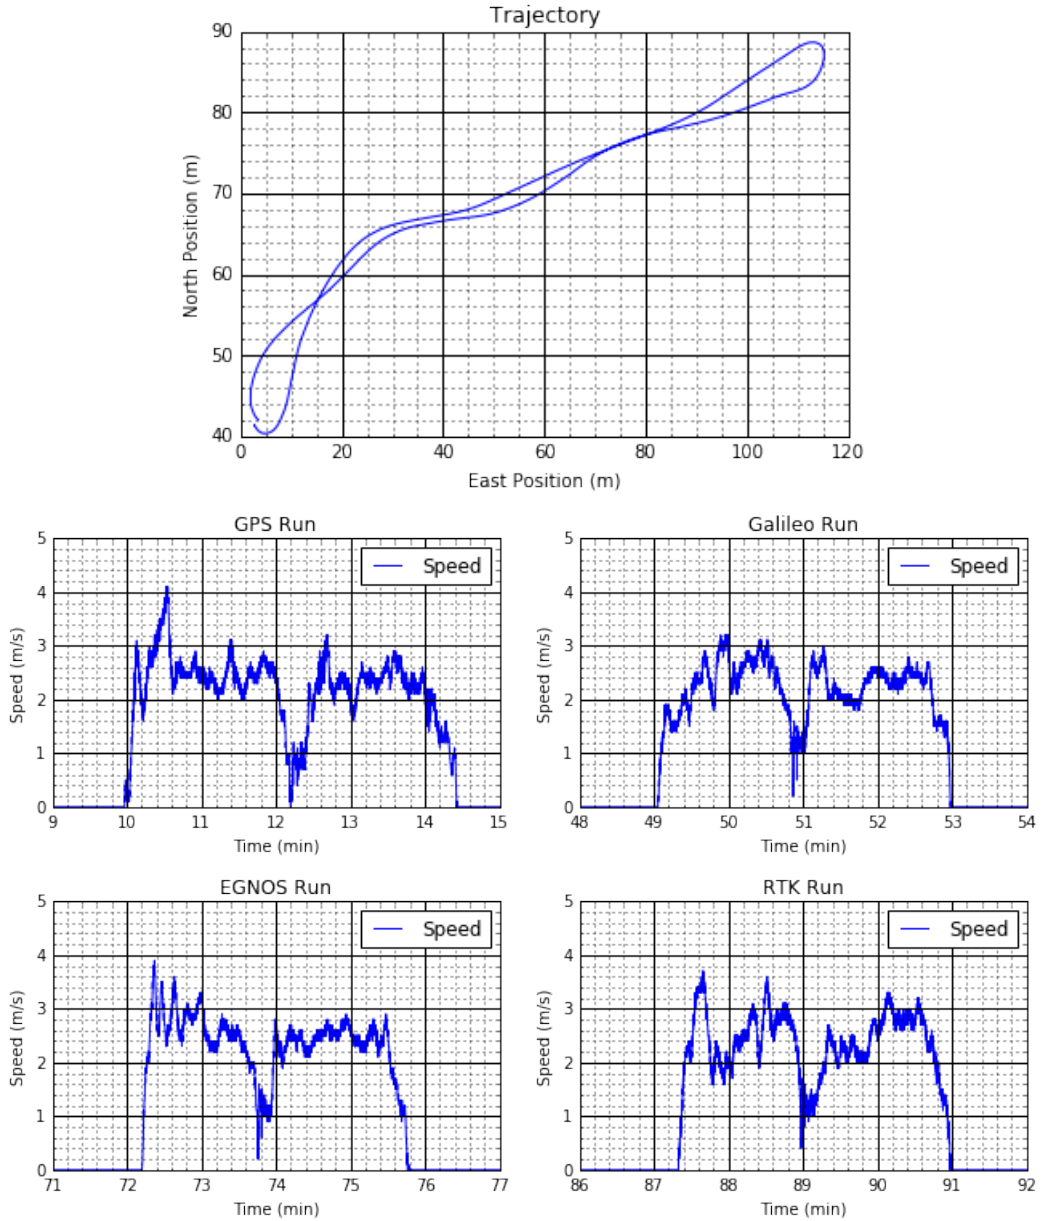 Trajectory
90
80
70
60
50
40
North Position (m)
0 20 40 60 80 100 120
East Position (m)
GPS Run
5
4
3
2
1
0
Speed (m/s)
Speed
9 10 11 12 13 14 15
Time (min)
Galileo Run
5
4
3
2
1
0
Speed (m/s)
Speed
48 49 50 51 52 53 54
Time (min)
EGNOS Run
5
4
3
2
1
0
Speed (m/s)
Speed
71 72 73 74 75 76 77
Time (min)
RTK Run
5
4
3
2
1
0
Speed (m/s)
Speed
86 87 88 89 90 91 92
Time (min)